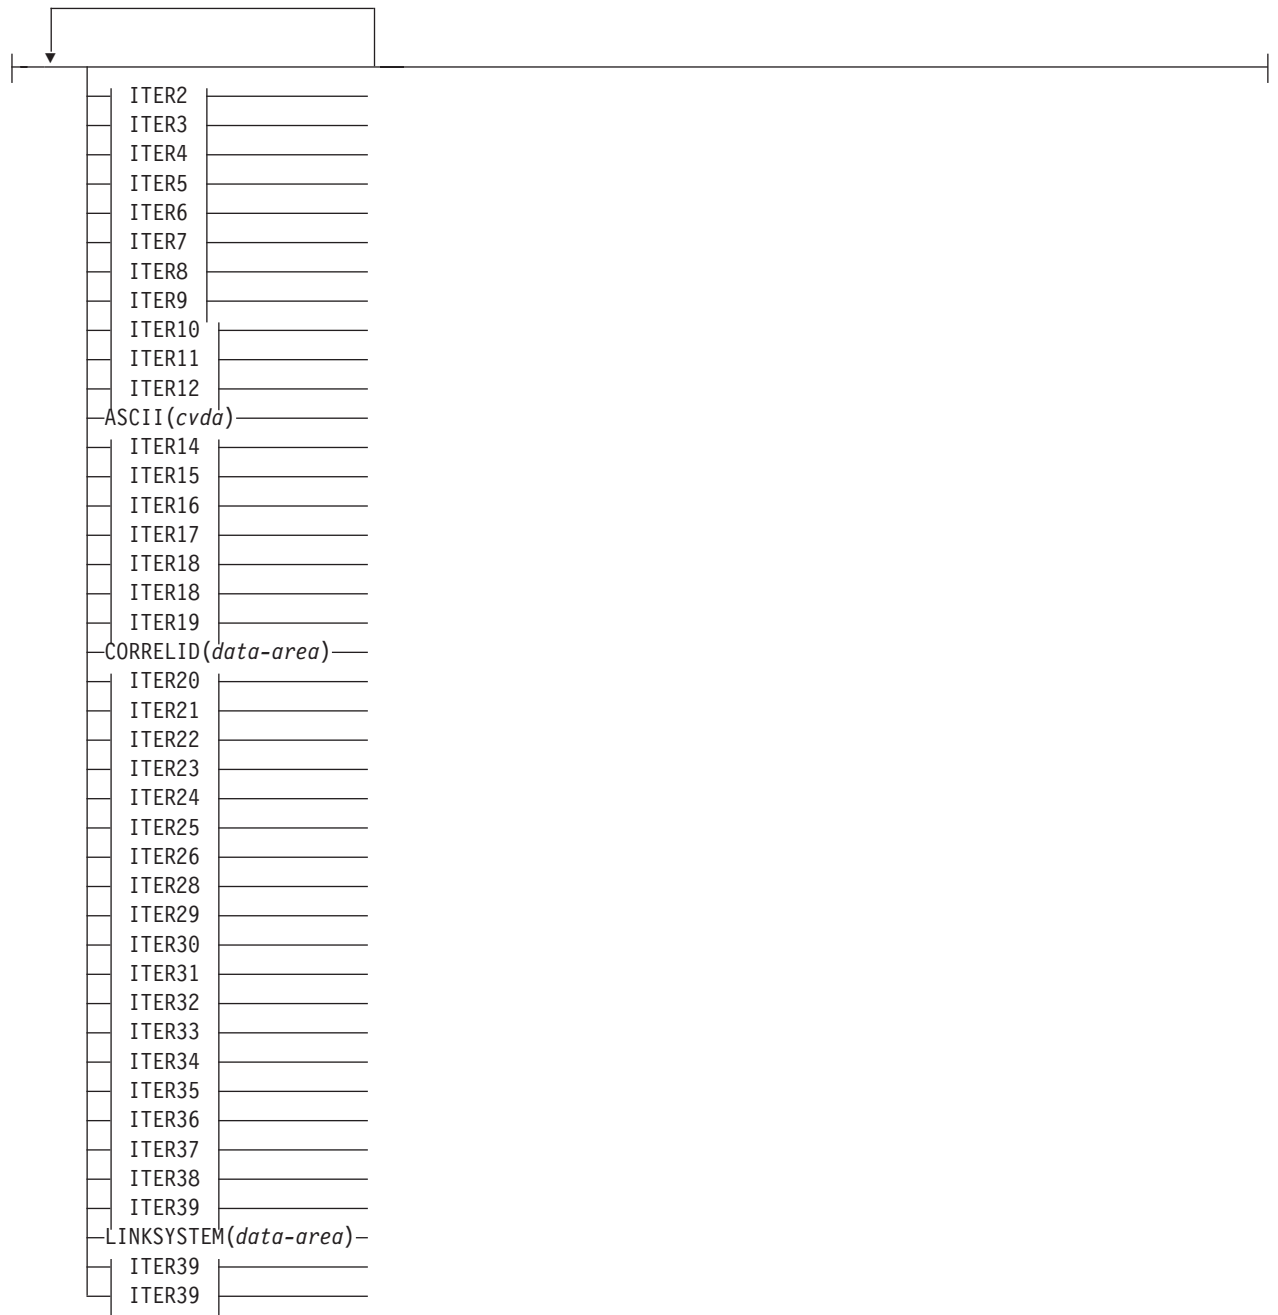 ITER2
ITER3
ITER4
ITER5
ITER6
ITER7
ITER8
ITER9
ITER10
ITER11
ITER12
ASCII(cvda)
ITER14
ITER15
ITER16
ITER17
ITER18
ITER18
ITER19
CORRELID(data-area)
ITER20
ITER21
ITER22
ITER23
ITER24
ITER25
ITER26
ITER28
ITER29
ITER30
ITER31
ITER32
ITER33
ITER34
ITER35
ITER36
ITER37
ITER38
ITER39
LINKSYSTEM(data-area)
ITER39
ITER39